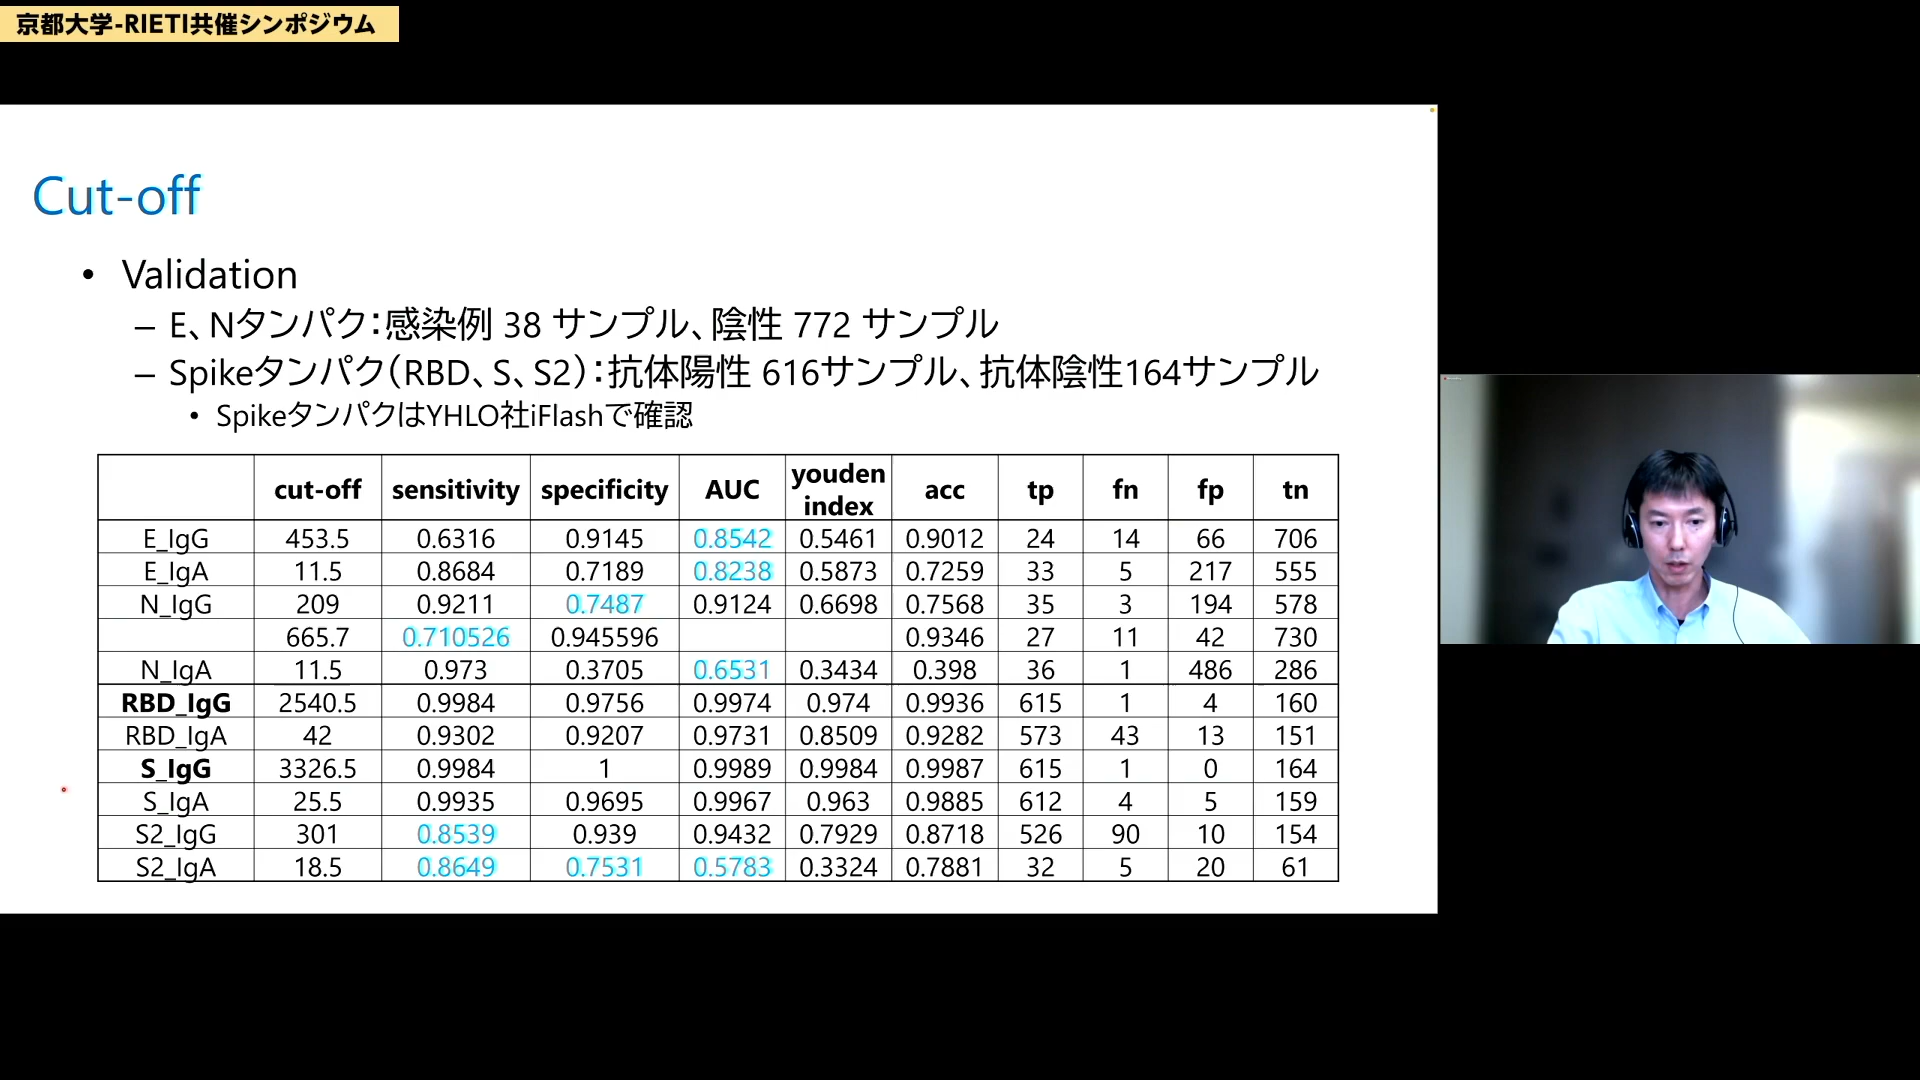 京都大学-RIETI共催シンポジウム
Cut-off
• Validation
– E、Nタンパク：感染例 38 サンプル、陰性 772 サンプル
– Spikeタンパク（RBD、S、S2）：抗体陽性 616サンプル、抗体陰性164サンプル
• SpikeタンパクはYHLO社iFlashで確認
cut-off sensitivity specificity AUC youden index acc tp fn fp tn
E_IgG 453.5 0.6316 0.9145 0.8542 0.5461 0.9012 24 14 66 706
E_IgA 11.5 0.8684 0.7189 0.8238 0.5873 0.7259 33 5 217 555
N_IgG 209 0.9211 0.7487 0.9124 0.6698 0.7568 35 3 194 578
665.7 0.710526 0.945596 0.9346 27 11 42 730
N_IgA 11.5 0.973 0.3705 0.6531 0.3434 0.398 36 1 486 286
RBD_IgG 2540.5 0.9984 0.9756 0.9974 0.974 0.9936 615 1 4 160
RBD_IgA 42 0.9302 0.9207 0.9731 0.8509 0.9282 573 43 13 151
S_IgG 3326.5 0.9984 1 0.9989 0.9984 0.9987 615 1 0 164
S_IgA 25.5 0.9935 0.9695 0.9967 0.963 0.9885 612 4 5 159
S2_IgG 301 0.8539 0.939 0.9432 0.7929 0.8718 526 90 10 154
S2_IgA 18.5 0.8649 0.7531 0.5783 0.3324 0.7881 32 5 20 61